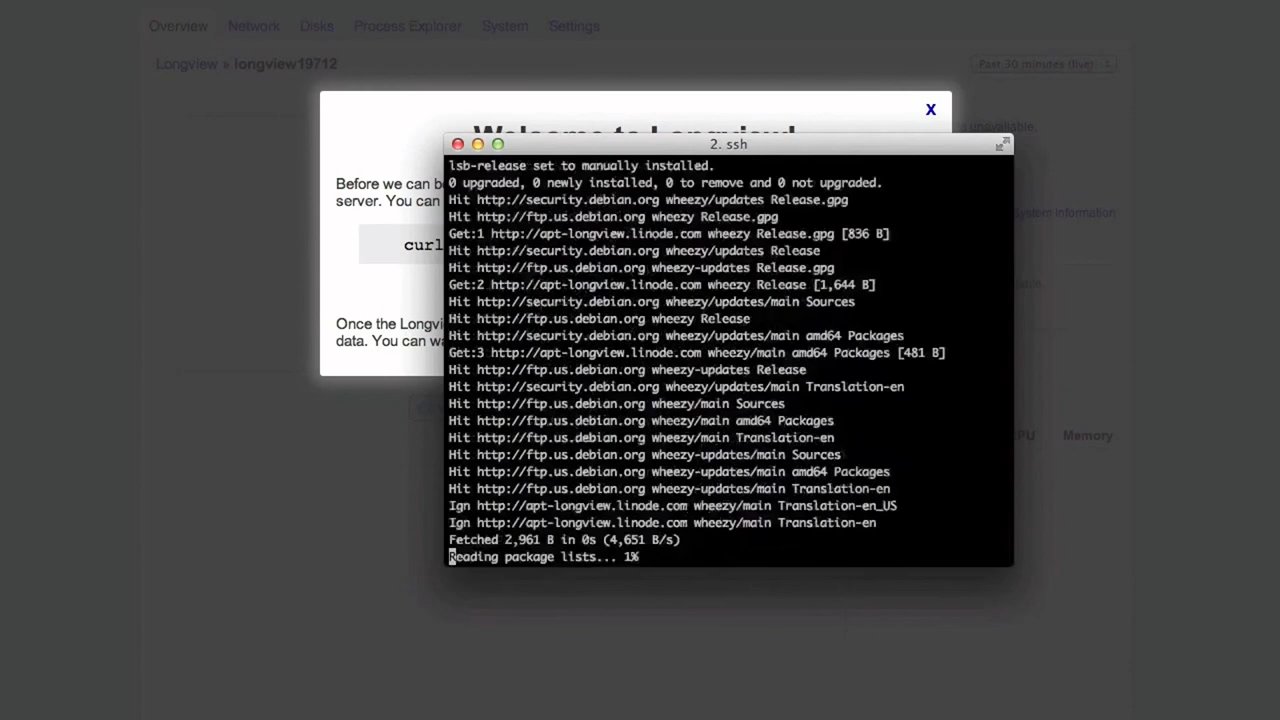 Overview Network Disks Process Explorer System Settings
Longview » longview19712
Past 30 minutes (live)
X
Welcome to Longview!
unavailable.
Before we can b
server. You can
System Information
curl
Once the Longvi
data. You can wa
Memory
2. ssh
lsb-release set to manually installed.
0 upgraded, 0 newly installed, 0 to remove and 0 not upgraded.
Hit http://security.debian.org wheezy/updates Release.gpg
Hit http://ftp.us.debian.org wheezy Release.gpg
Get:1 http://apt-longview.linode.com wheezy Release.gpg [836 B]
Hit http://security.debian.org wheezy/updates Release
Hit http://ftp.us.debian.org wheezy-updates Release.gpg
Get:2 http://apt-longview.linode.com wheezy Release [1,644 B]
Hit http://security.debian.org wheezy/updates/main Sources
Hit http://ftp.us.debian.org wheezy Release
Hit http://security.debian.org wheezy/updates/main amd64 Packages
Get:3 http://apt-longview.linode.com wheezy/main amd64 Packages [481 B]
Hit http://ftp.us.debian.org wheezy-updates Release
Hit http://security.debian.org wheezy/updates/main Translation-en
Hit http://ftp.us.debian.org wheezy/main Sources
Hit http://ftp.us.debian.org wheezy/main amd64 Packages
Hit http://ftp.us.debian.org wheezy/main Translation-en
Hit http://ftp.us.debian.org wheezy-updates/main Sources
Hit http://ftp.us.debian.org wheezy-updates/main amd64 Packages
Hit http://ftp.us.debian.org wheezy-updates/main Translation-en
Ign http://apt-longview.linode.com wheezy/main Translation-en_US
Ign http://apt-longview.linode.com wheezy/main Translation-en
Fetched 2,961 B in 0s (4,651 B/s)
Reading package lists... 1%